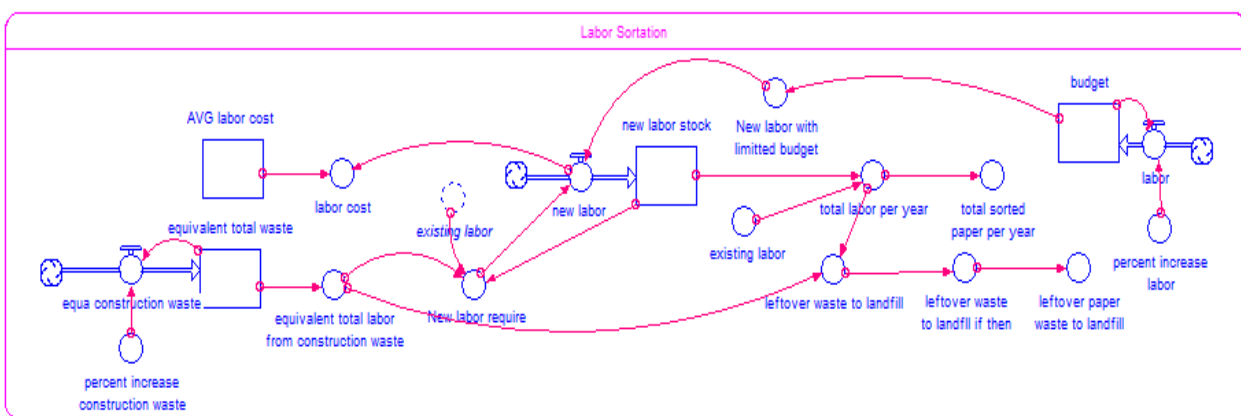 Labor Sortation
budget
AVG labor cost
new labor stock
New labor with
limitted budget
labor cost
new labor
total labor per year
total sorted
paper per year
labor
existing labor
existing labor
equivalent total waste
percent increase
labor
equa construction waste
equivalent total labor
from construction waste
New labor require
leftover waste to landfill
leftover waste
to landfll if then
leftover paper
waste to landfill
percent increase
construction waste